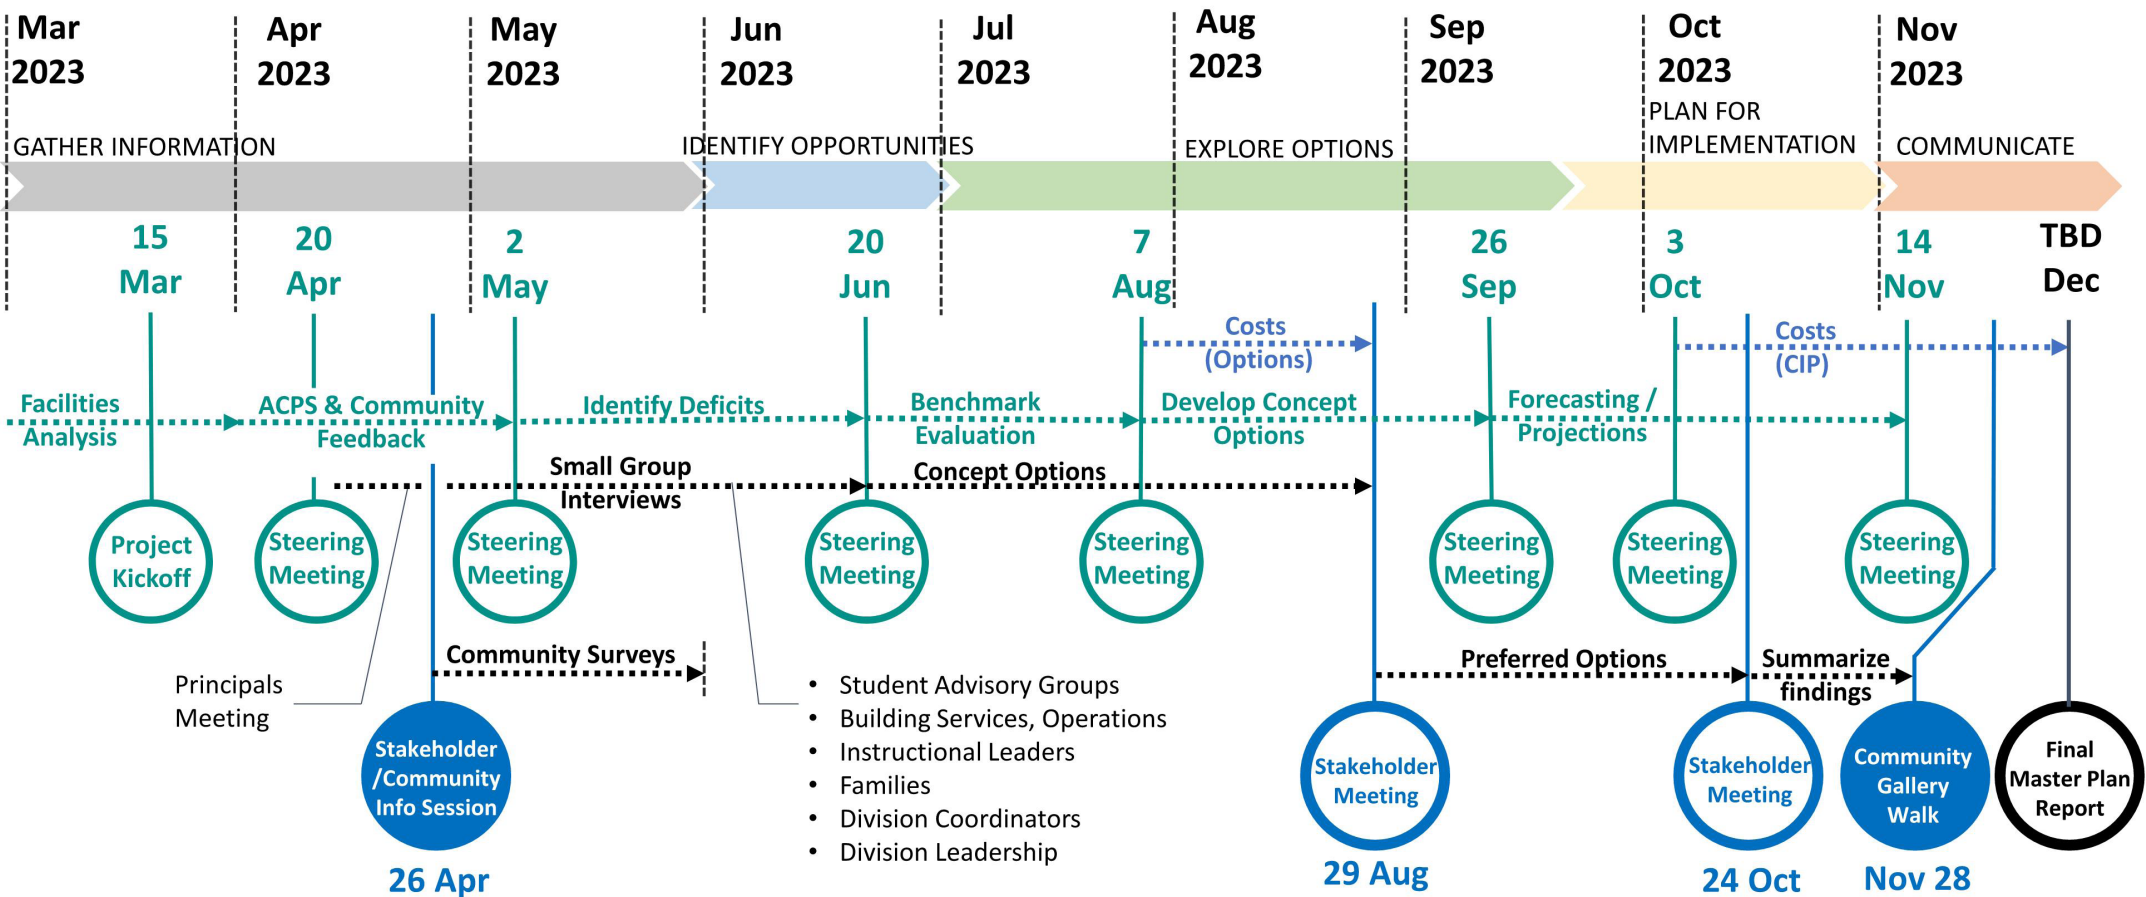 Mar
2023
Apr
2023
May
2023
Jun
2023
Jul
2023
Aug
2023
Sep
2023
Oct
2023
Nov
2023
GATHER INFORMATION
IDENTIFY OPPORTUNITIES
EXPLORE OPTIONS
PLAN FOR
IMPLEMENTATION
COMMUNICATE
15
Mar
20
Apr
2
May
20
Jun
7
Aug
26
Sep
3
Oct
14
Nov
TBD
Dec
Costs
(Options)
Costs
(CIP)
Facilities
Analysis
ACPS & Community
Feedback
Identify Deficits
Benchmark
Evaluation
Develop Concept
Options
Forecasting /
Projections
Small Group
Interviews
Concept Options
Project
Kickoff
Steering
Meeting
Steering
Meeting
Steering
Meeting
Steering
Meeting
Steering
Meeting
Steering
Meeting
Steering
Meeting
Community Surveys
Preferred Options
Summarize
findings
Principals
Meeting
• Student Advisory Groups
• Building Services, Operations
• Instructional Leaders
• Families
• Division Coordinators
• Division Leadership
Stakeholder
/Community
Info Session
Stakeholder
Meeting
Stakeholder
Meeting
Community
Gallery
Walk
Final
Master Plan
Report
26 Apr
29 Aug
24 Oct
Nov 28